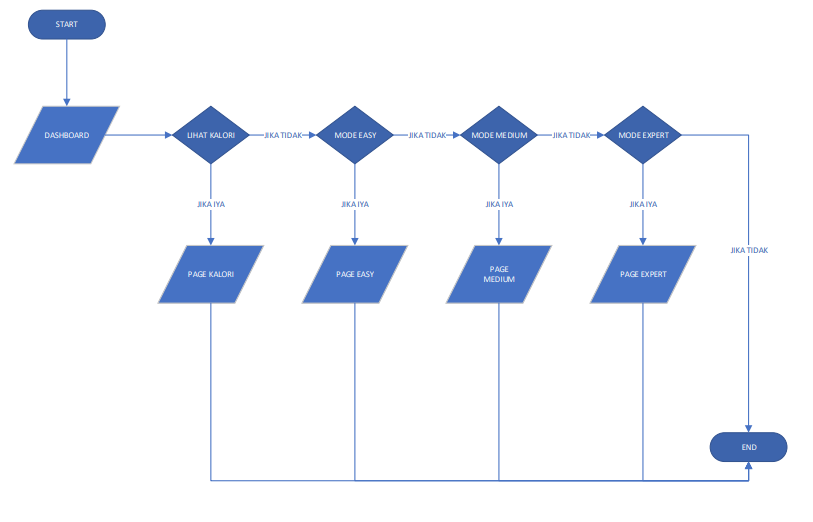 START
DASHBOARD
LIHAT KALORI
JIKA TIDAK
MODE EASY
JIKA TIDAK
MODE MEDIUM
JIKA TIDAK
MODE EXPERT
JIKA IYA
JIKA IYA
JIKA IYA
JIKA IYA
JIKA TIDAK
PAGE KALORI
PAGE EASY
PAGE
MEDIUM
PAGE EXPERT
END